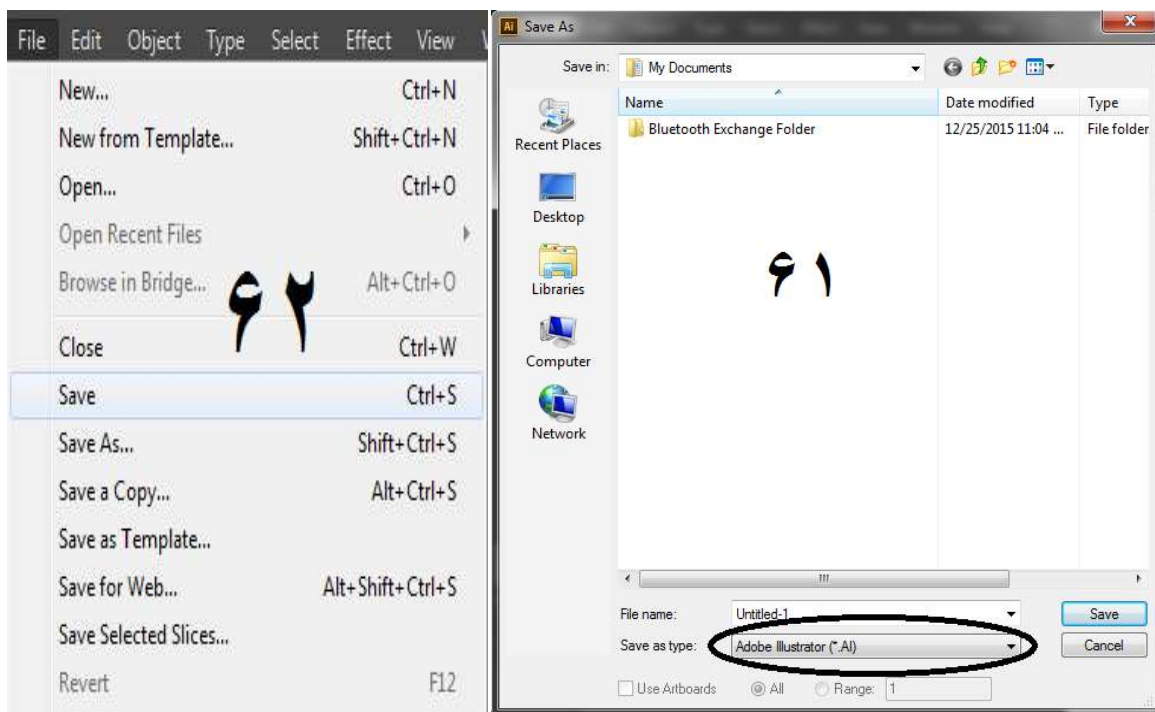 File Edit Object Type Select Effect View
New... Ctrl+N
New from Template... Shift+Ctrl+N
Open... Ctrl+O
Open Recent Files
Browse in Bridge... Alt+Ctrl+O
۶۲
Close Ctrl+W
Save Ctrl+S
Save As... Shift+Ctrl+S
Save a Copy... Alt+Ctrl+S
Save as Template...
Save for Web... Alt+Shift+Ctrl+S
Save Selected Slices...
Revert F12
Ai Save As
Save in: My Documents
Name Date modified Type
Bluetooth Exchange Folder 12/25/2015 11:04 ... File folder
Recent Places
Desktop
Libraries
Computer
Network
۶۱
File name: Untitled-1 Save
Save as type: Adobe Illustrator (*.AI) Cancel
Use Artboards All Range: 1